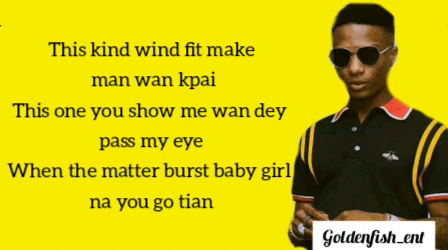 This kind wind fit make
man wan kpai
This one you show me wan dey
pass my eye
When the matter burst baby girl
na you go tian
Goldenfish_ent